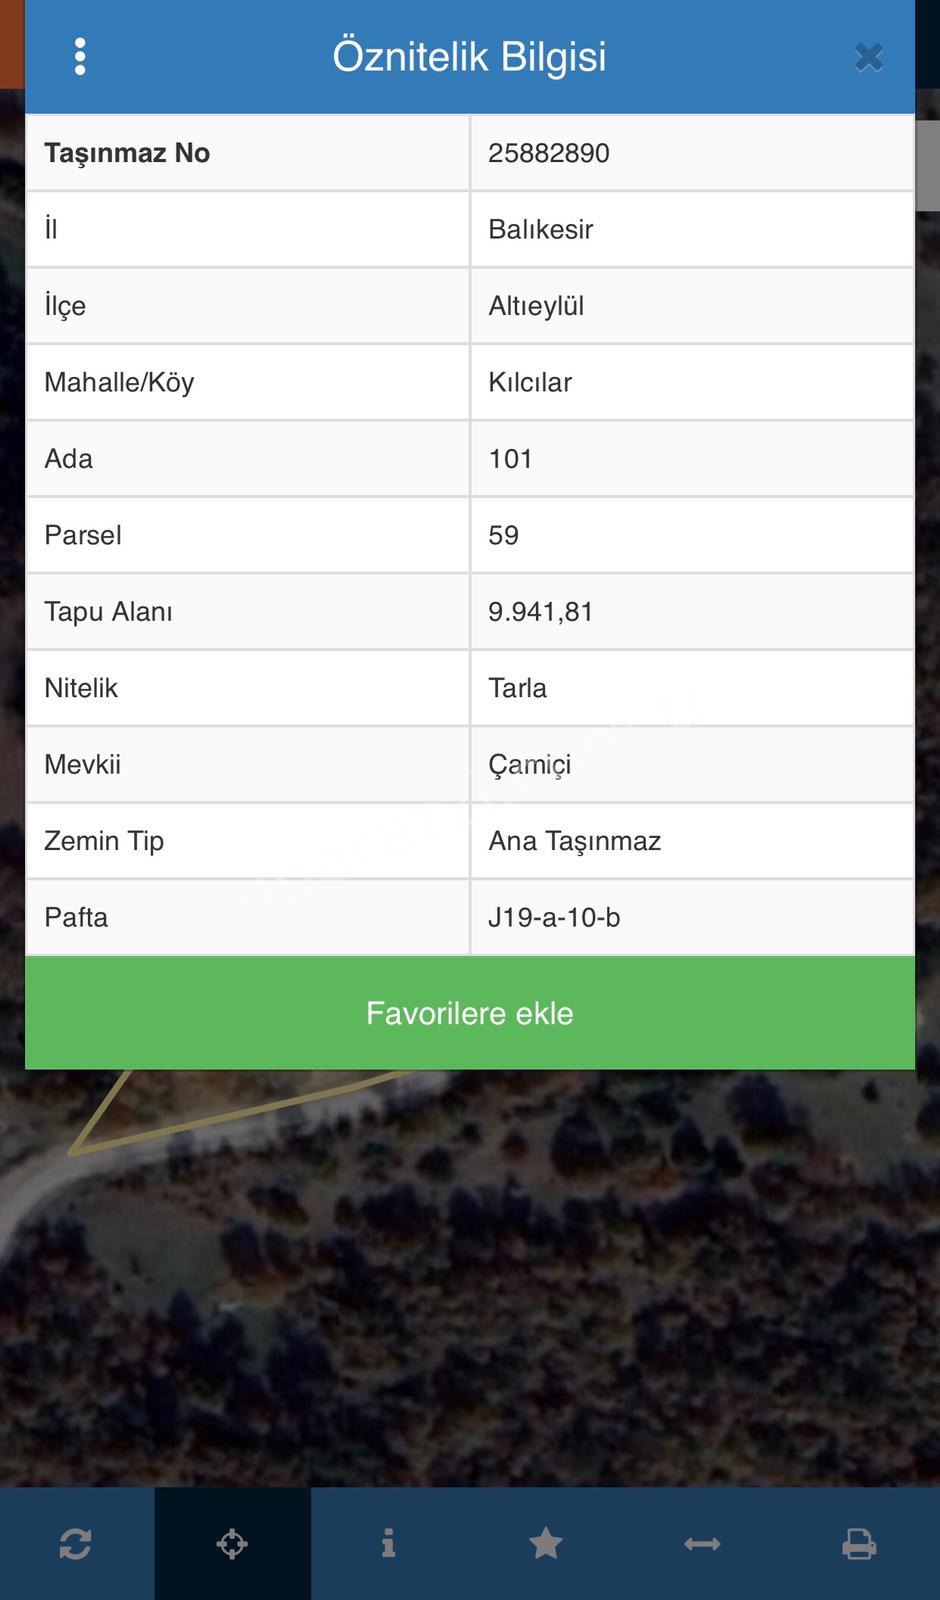 Öznitelik Bilgisi
Taşınmaz No 25882890
İl Balıkesir
İlçe Altıeylül
Mahalle/Köy Kılcılar
Ada 101
Parsel 59
Tapu Alanı 9.941,81
Nitelik Tarla
Mevkii Çamiçi
Zemin Tip Ana Taşınmaz
Pafta J19-a-10-b
Favorilere ekle